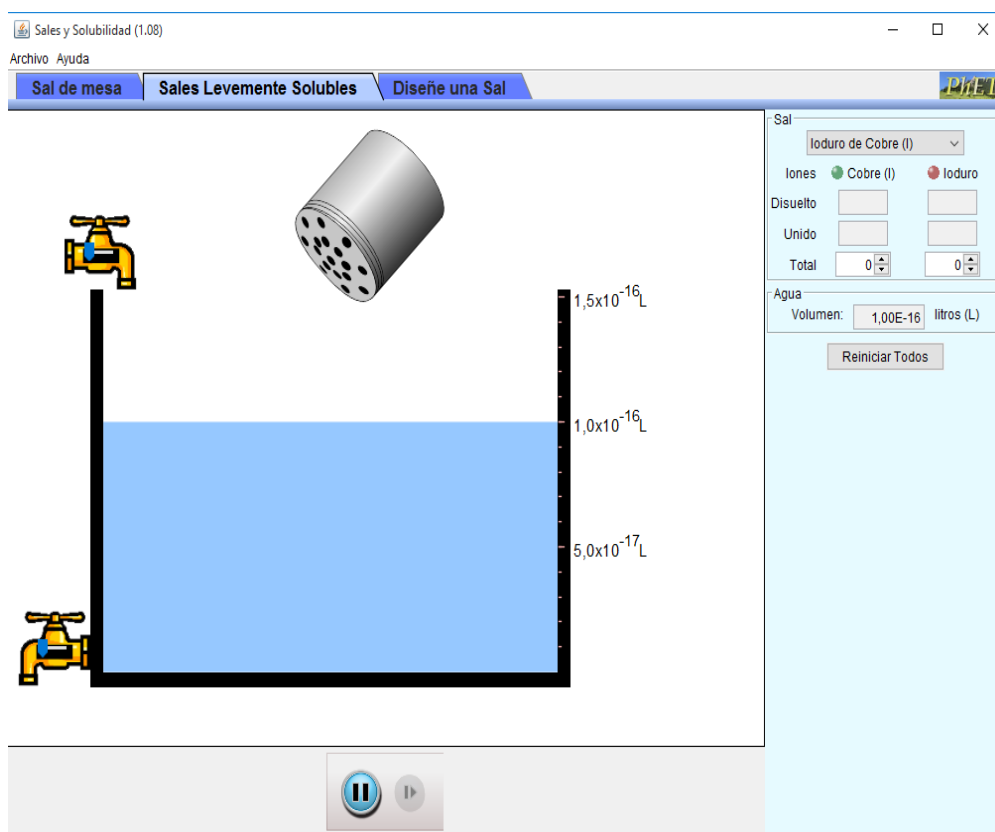 Sales y Solubilidad (1.08)
Archivo Ayuda
Sal de mesa Sales Levemente Solubles Diseñe una Sal
PhET
Sal
Ioduro de Cobre (I)
Iones Cobre (I) Ioduro
Disuelto
Unido
Total 0 0
Agua
Volumen: 1,00E-16 litros (L)
Reiniciar Todos
1,5x10⁻¹⁶L
1,0x10⁻¹⁶L
5,0x10⁻¹⁷L